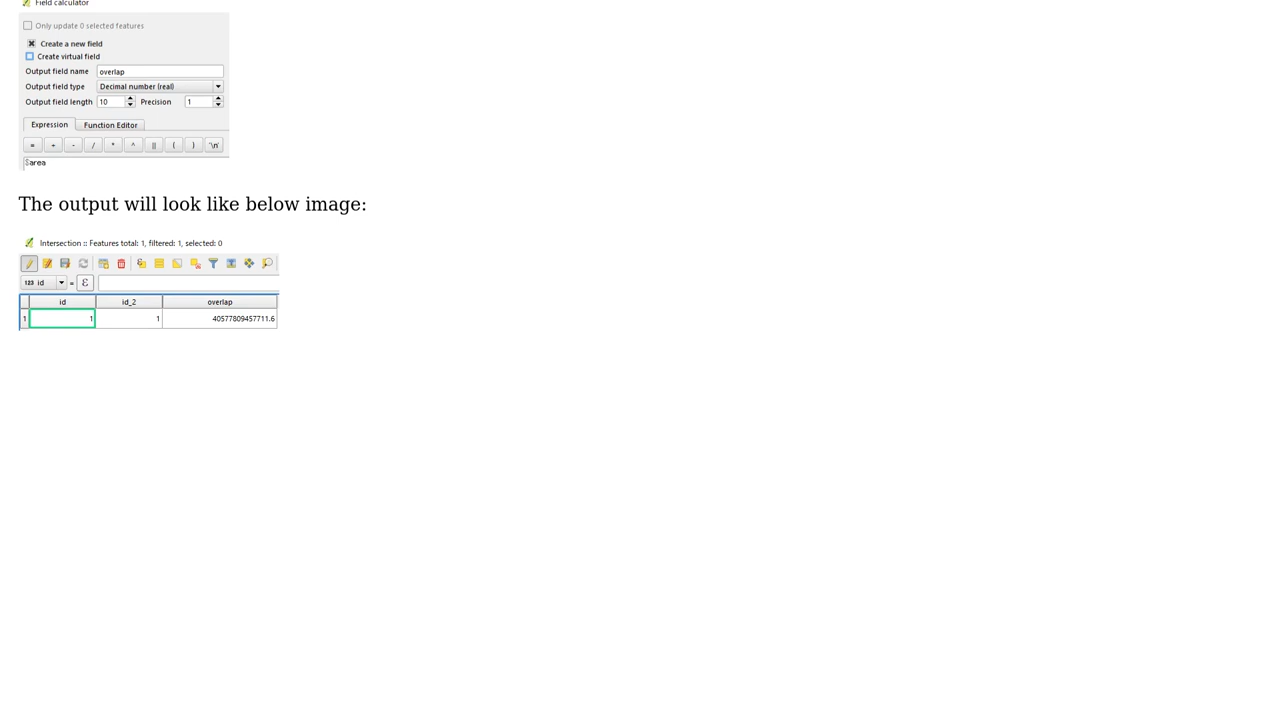 Field calculator
Only update 0 selected features
Create a new field
Create virtual field
Output field name overlap
Output field type Decimal number (real)
Output field length 10 Precision 1
Expression Function Editor
= + - / * ^ || ( ) '\n'
$area
The output will look like below image:
Intersection :: Features total: 1, filtered: 1, selected: 0
123 id = ε
id id_2 overlap
1 1 1 40577809457711.6